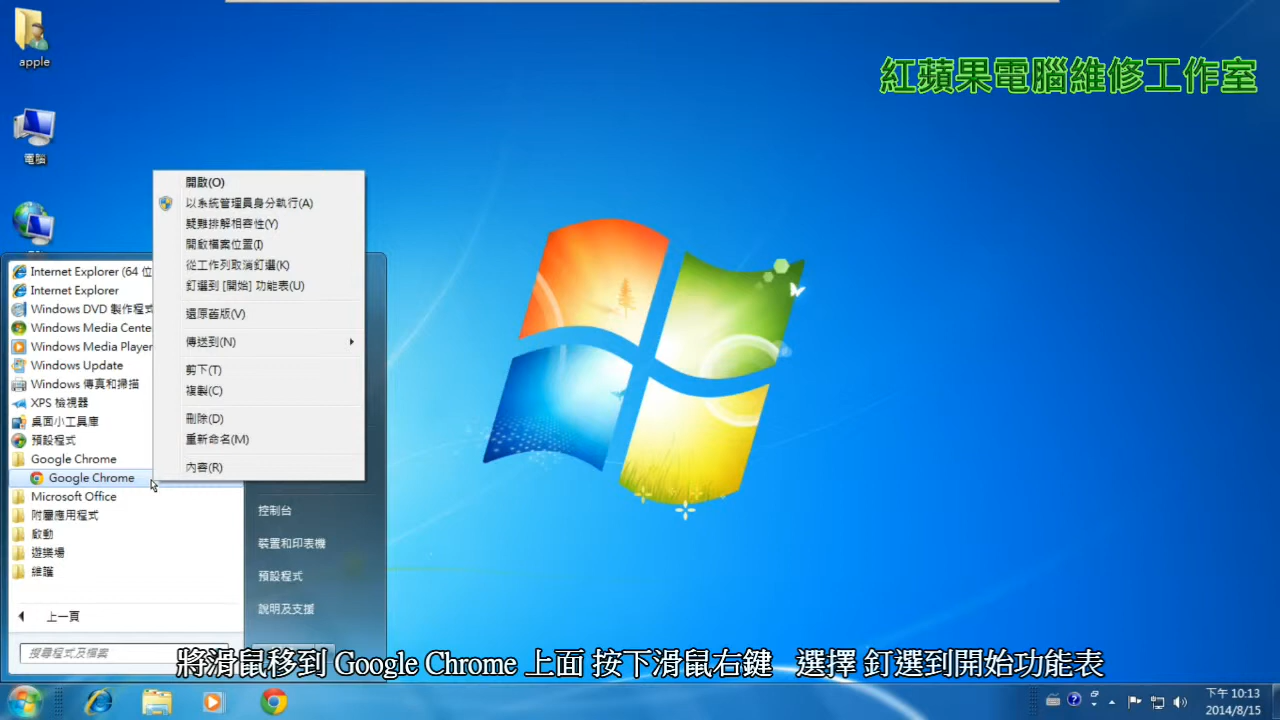 apple
紅蘋果電腦維修工作室
電腦
開啟(O)
以系統管理員身分執行(A)
疑難排解相容性(Y)
開啟檔案位置(I)
從工作列取消釘選(K)
釘選到 [開始] 功能表(U)
還原舊版(V)
傳送到(N)
剪下(T)
複製(C)
刪除(D)
重新命名(M)
內容(R)
Internet Explorer (64 位
Internet Explorer
Windows DVD 製作程式
Windows Media Center
Windows Media Player
Windows Update
Windows 傳真和掃描
XPS 檢視器
桌面小工具庫
預設程式
Google Chrome
Google Chrome
Microsoft Office
附屬應用程式
啟動
遊樂場
維護
上一頁
搜尋程式及檔案
控制台
裝置和印表機
預設程式
說明及支援
將滑鼠移到 Google Chrome 上面 按下滑鼠右鍵 選擇 釘選到開始功能表
下午 10:13
2014/8/15